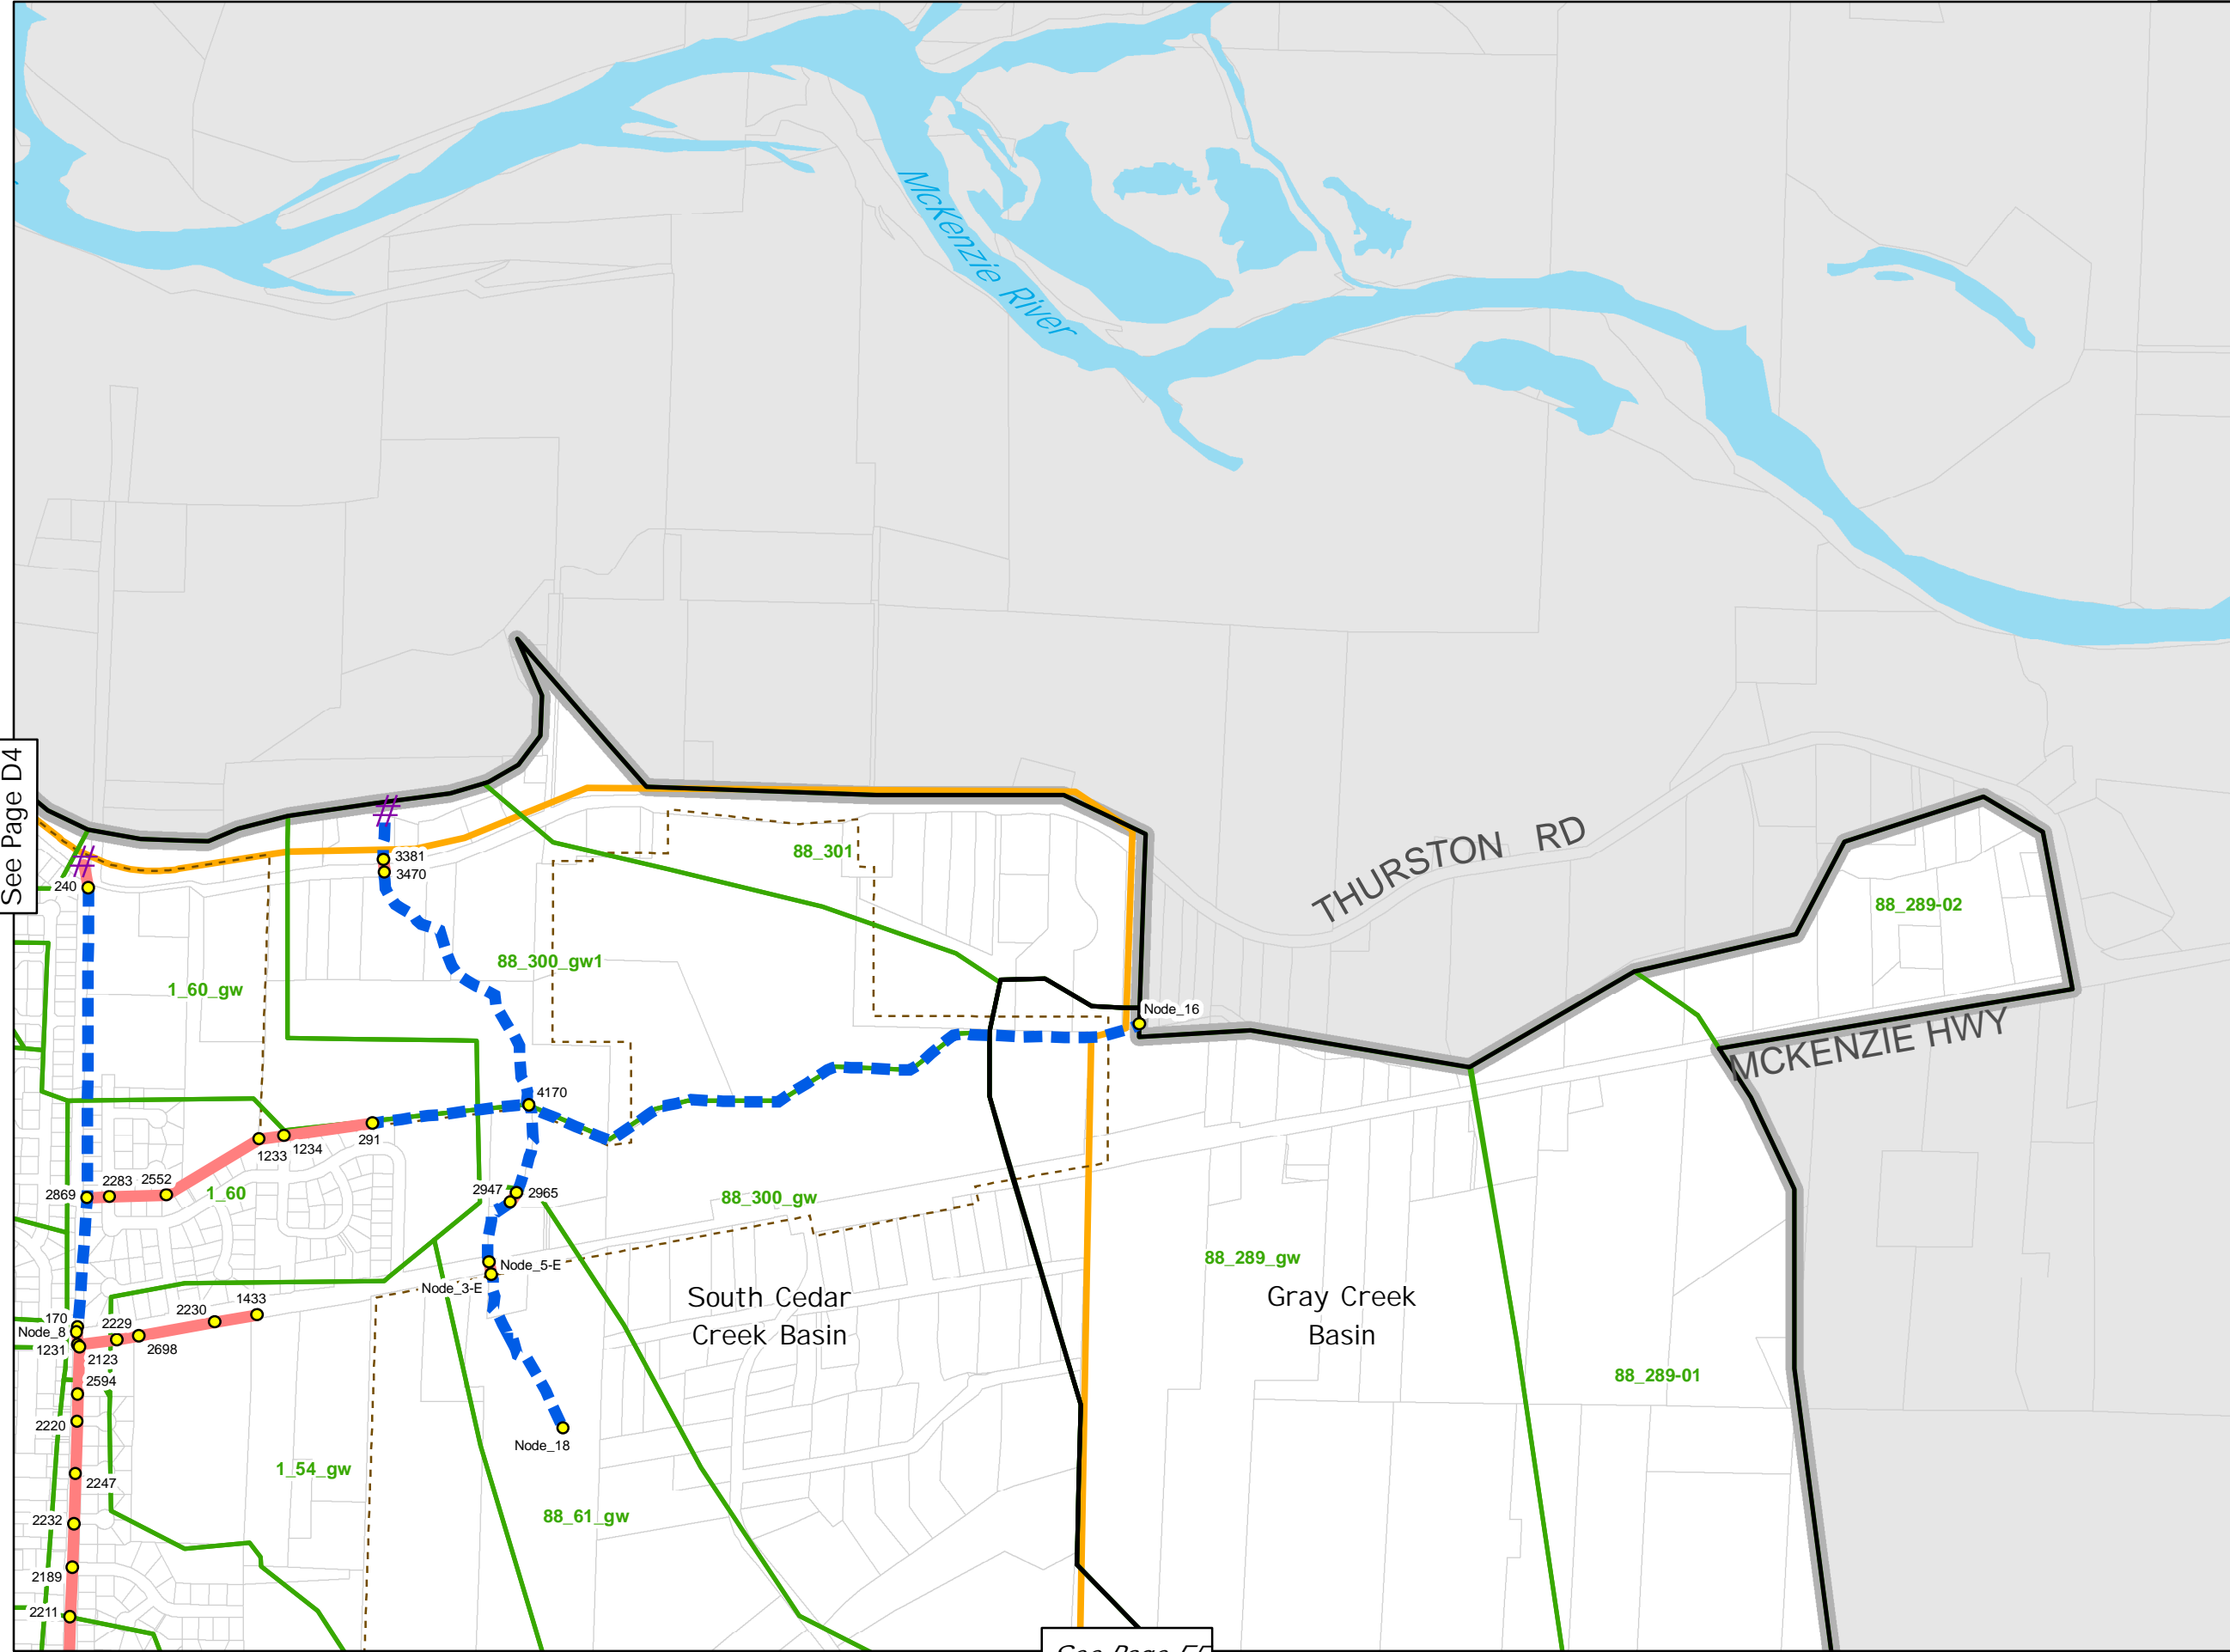 McKenzie River
See Page D4
THURSTON RD
MCKENZIE HWY
3381
3470
240
88_301
88_289-02
88_300_gw1
1_60_gw
Node_16
4170
291
1233
1234
2869
2283
2552
1_60
2947
2965
88_300_gw
Node_5-E
Node_3-E
88_289_gw
South Cedar
Creek Basin
Gray Creek
Basin
170
Node_8
1231
2229
2230
1433
2123
2698
2594
2220
88_289-01
Node_18
1_54_gw
2247
88_61_gw
2232
2189
2211
See Page